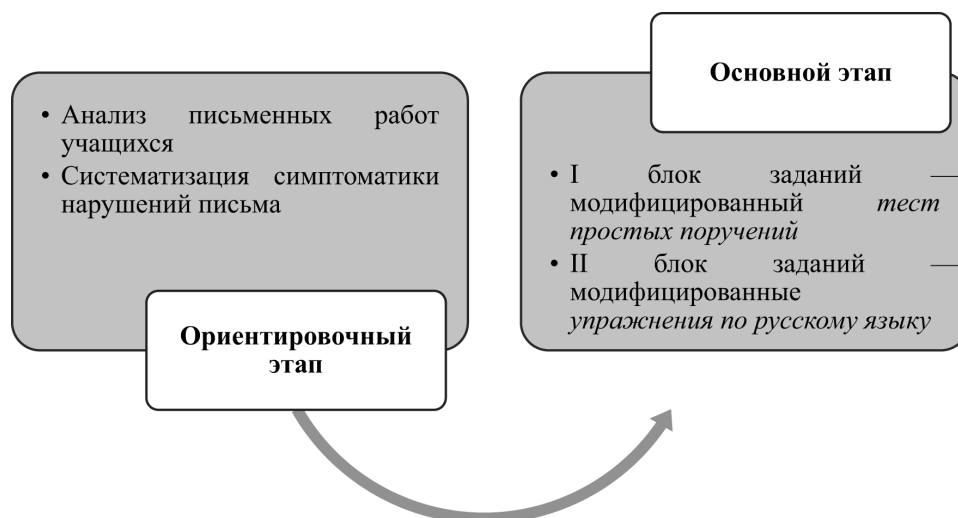 • Анализ письменных работ
учащихся
• Систематизация симптоматики
нарушений письма
Ориентировочный
этап
Основной этап
• I блок заданий —
модифицированный тест
простых поручений
• II блок заданий —
модифицированные
упражнения по русскому языку